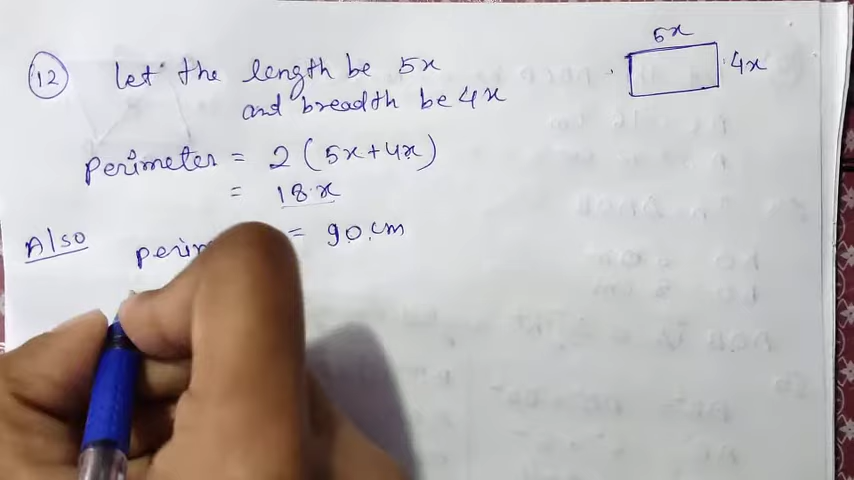 12 Let the length be 5x
and breadth be 4x
5x
4x
Perimeter = 2 (5x+4x)
= 18x
Also = 90 cm